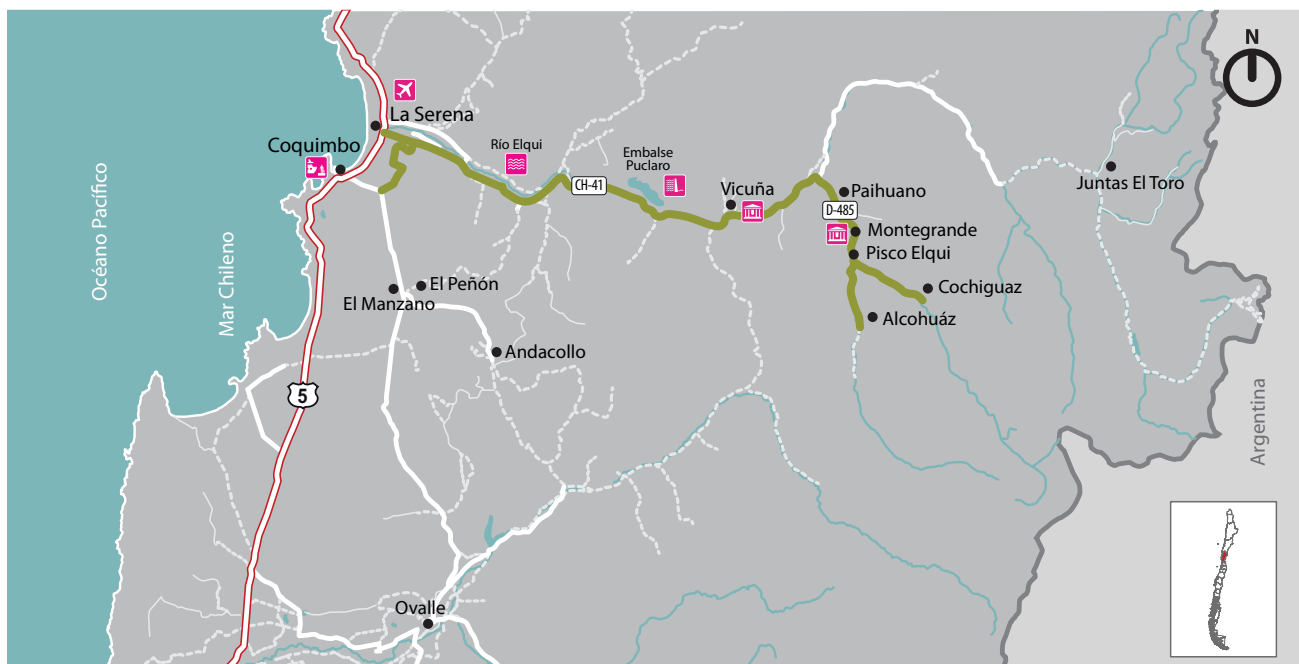 N
La Serena
Coquimbo
Río Elqui
Embalse
Puclaro
CH-41
Vicuña
Paihuano
D-485
Juntas El Toro
Montegrande
Pisco Elqui
Cochiguaz
Alcohuáz
El Peñón
El Manzano
Andacollo
5
Ovalle
Océano Pacífico
Mar Chileno
Argentina